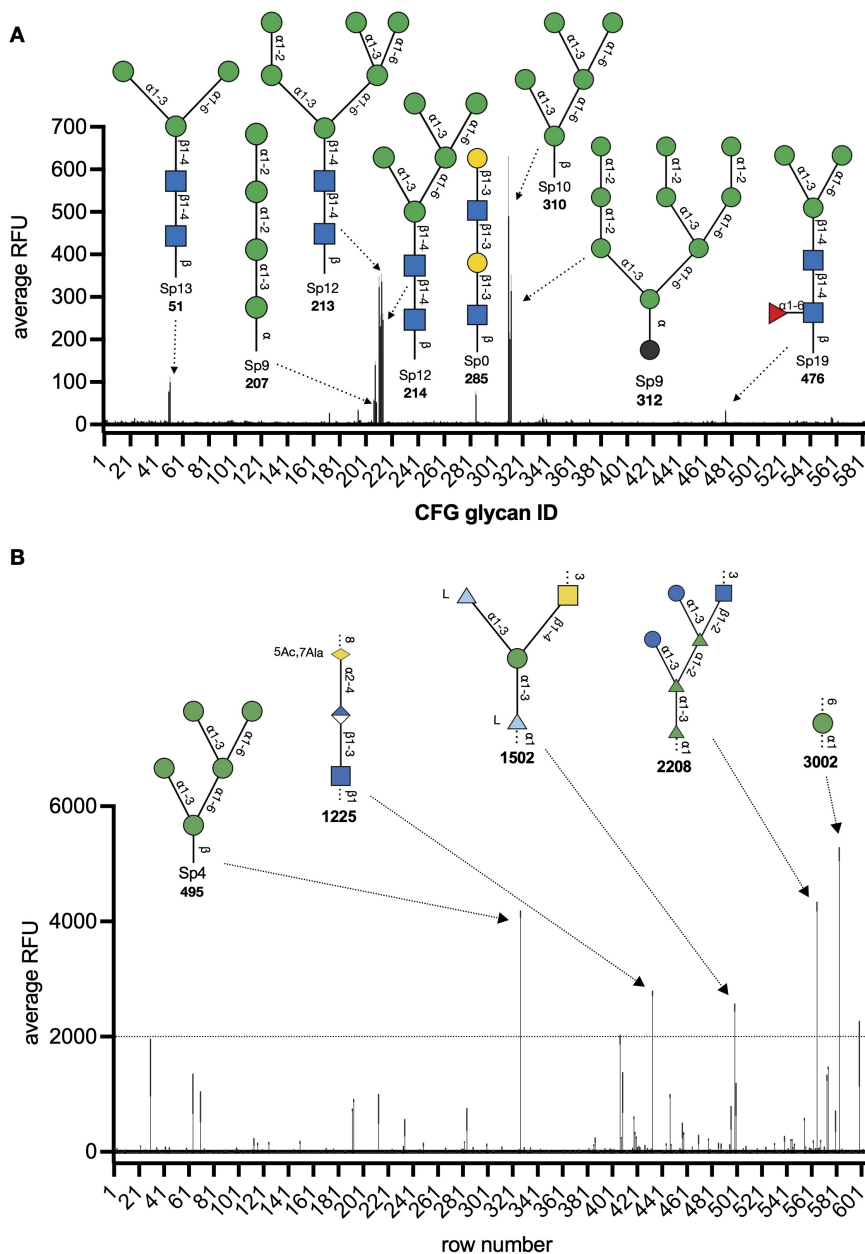 A
α1-3
α1-6
β1-4
β1-4
β
Sp13
51
α1-2
α1-2
α1-3
α
Sp9
207
α1-2
α1-3
α1-6
α1-3
α1-6
β1-4
β1-4
β
Sp12
213
α1-3
α1-6
α1-3
α1-6
β1-4
β1-4
β
Sp12
214
β1-3
β1-3
β1-3
β
Sp0
285
α1-3
α1-6
α1-3
α1-6
β
Sp10
310
α1-2
α1-2
α1-2
α1-2
α1-3
α1-6
α1-3
α1-6
α
Sp9
312
α1-3
α1-6
β1-4
β1-4
α1-6
β
Sp19
476
average RFU
700
600
500
400
300
200
100
0
1 21 41 61 81 101 121 141 161 181 201 221 241 261 281 301 321 341 361 381 401 421 441 461 481 501 521 541 561 581
CFG glycan ID
B
α1-3
α1-6
α1-3
α1-6
β
Sp4
495
8
5Ac,7Ala
α2-4
β1-3
β1
1225
L
3
α1-3
β1-4
α1-3
L
α1
1502
3
α1-3
β1-2
α1-3
α1-2
α1-3
α1
2208
6
α1
3002
average RFU
6000
4000
2000
0
1 21 41 61 81 101 121 141 161 181 201 221 241 261 281 301 321 341 361 381 401 421 441 461 481 501 521 541 561 581 601
row number